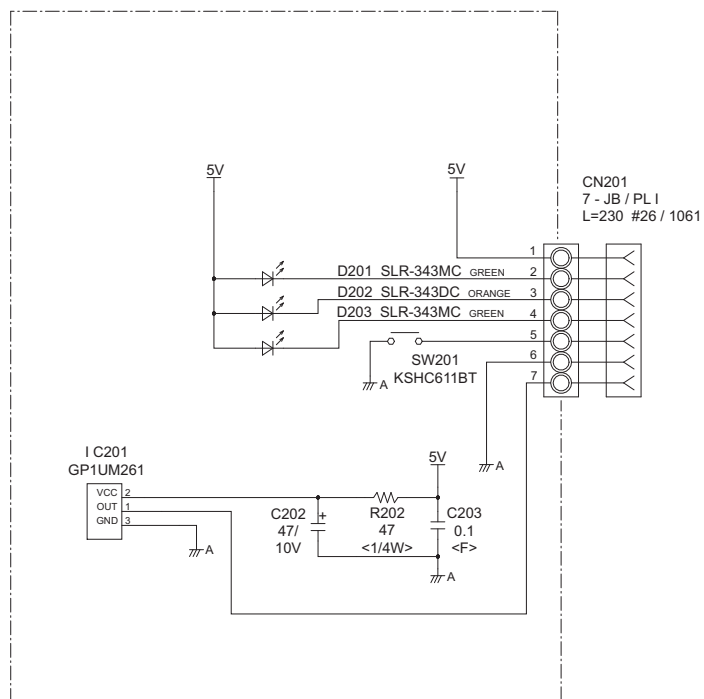 5V
5V
CN201
7 - JB / PL I
L=230 #26 / 1061
1
D201 SLR-343MC GREEN 2
D202 SLR-343DC ORANGE 3
D203 SLR-343MC GREEN 4
5
SW201
KSHC611BT
A
6
7
A
I C201
GP1UM261
VCC 2
OUT 1
GND 3
A
5V
C202
47/
10V
+
R202
47
<1/4W>
C203
0.1
<F>
A